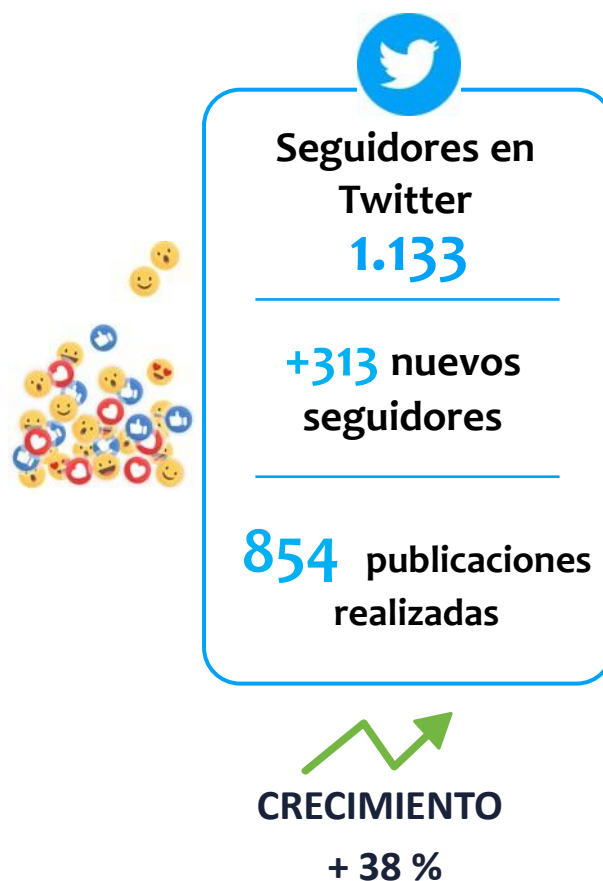 Seguidores en
Twitter
1.133
+313 nuevos
seguidores
854 publicaciones
realizadas
CRECIMIENTO
+ 38 %